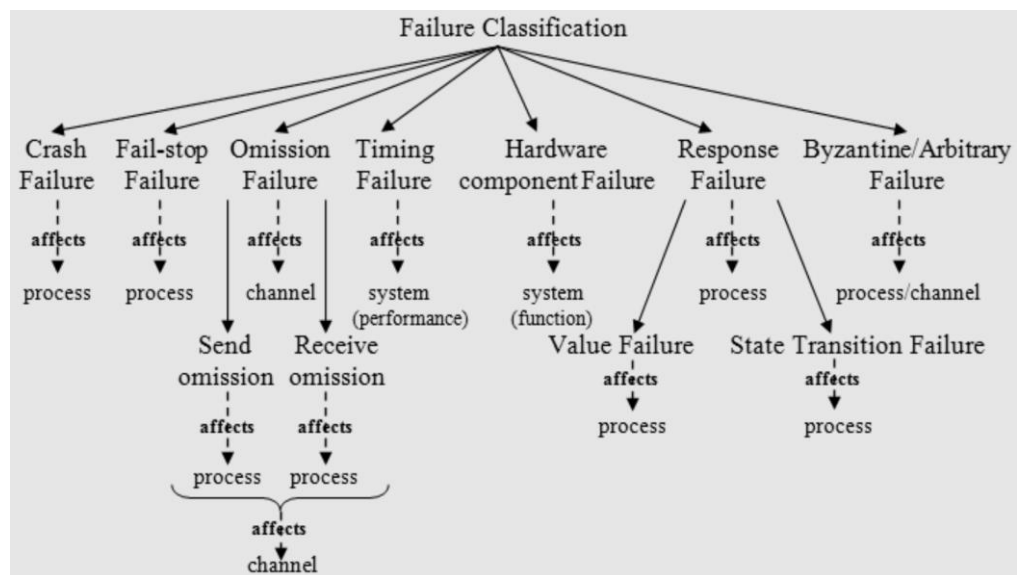 Failure Classification
Crash Fail-stop Omission Timing Hardware Response Byzantine/Arbitrary
Failure Failure Failure Failure component Failure Failure Failure
affects affects affects affects affects affects affects
process process channel system system process process/channel
(performance) (function)
Send Receive Value Failure State Transition Failure
omission omission affects affects
affects affects process process
process process
affects
channel